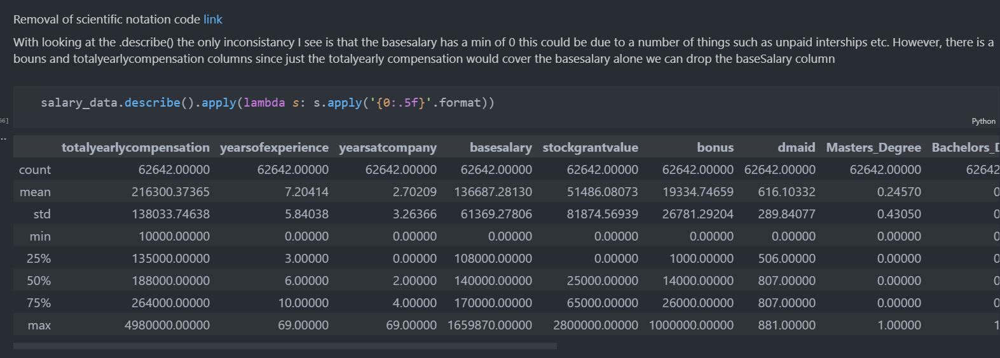 Removal of scientific notation code link
With looking at the .describe() the only inconsistancy I see is that the basesalary has a min of 0 this could be due to a number of things such as unpaid interships etc. However, there is a
bouns and totalyearlycompensation columns since just the totalyearly compensation would cover the basesalary alone we can drop the baseSalary column
salary_data.describe().apply(lambda s: s.apply('{0:.5f}'.format))
66]
Python
..
totalyearlycompensation yearsofexperience yearsatcompany basesalary stockgrantvalue bonus dmaid Masters_Degree Bachelors_D
count 62642.00000 62642.00000 62642.00000 62642.00000 62642.00000 62642.00000 62642.00000 62642.00000 62642
mean 216300.37365 7.20414 2.70209 136687.28130 51486.08073 19334.74659 616.10332 0.24570 0
std 138033.74638 5.84038 3.26366 61369.27806 81874.56939 26781.29204 289.84077 0.43050 0
min 10000.00000 0.00000 0.00000 0.00000 0.00000 0.00000 0.00000 0.00000 0
25% 135000.00000 3.00000 0.00000 108000.00000 0.00000 1000.00000 506.00000 0.00000 0
50% 188000.00000 6.00000 2.00000 140000.00000 25000.00000 14000.00000 807.00000 0.00000 0
75% 264000.00000 10.00000 4.00000 170000.00000 65000.00000 26000.00000 807.00000 0.00000 0
max 4980000.00000 69.00000 69.00000 1659870.00000 2800000.00000 1000000.00000 881.00000 1.00000 1